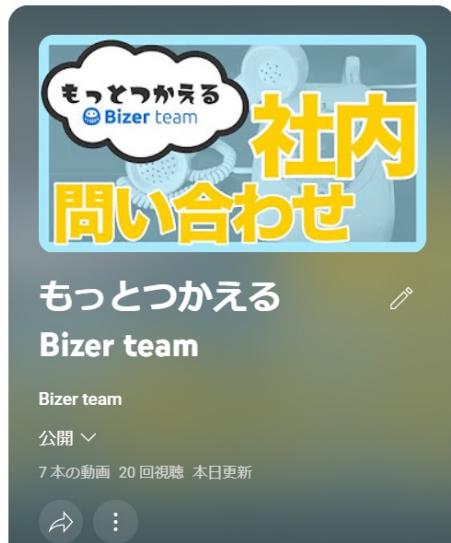 もっとつかえる
Bizer team
社内
問い合わせ
もっとつかえる
Bizer team
Bizer team
公開
7 本の動画 20 回視聴 本日更新